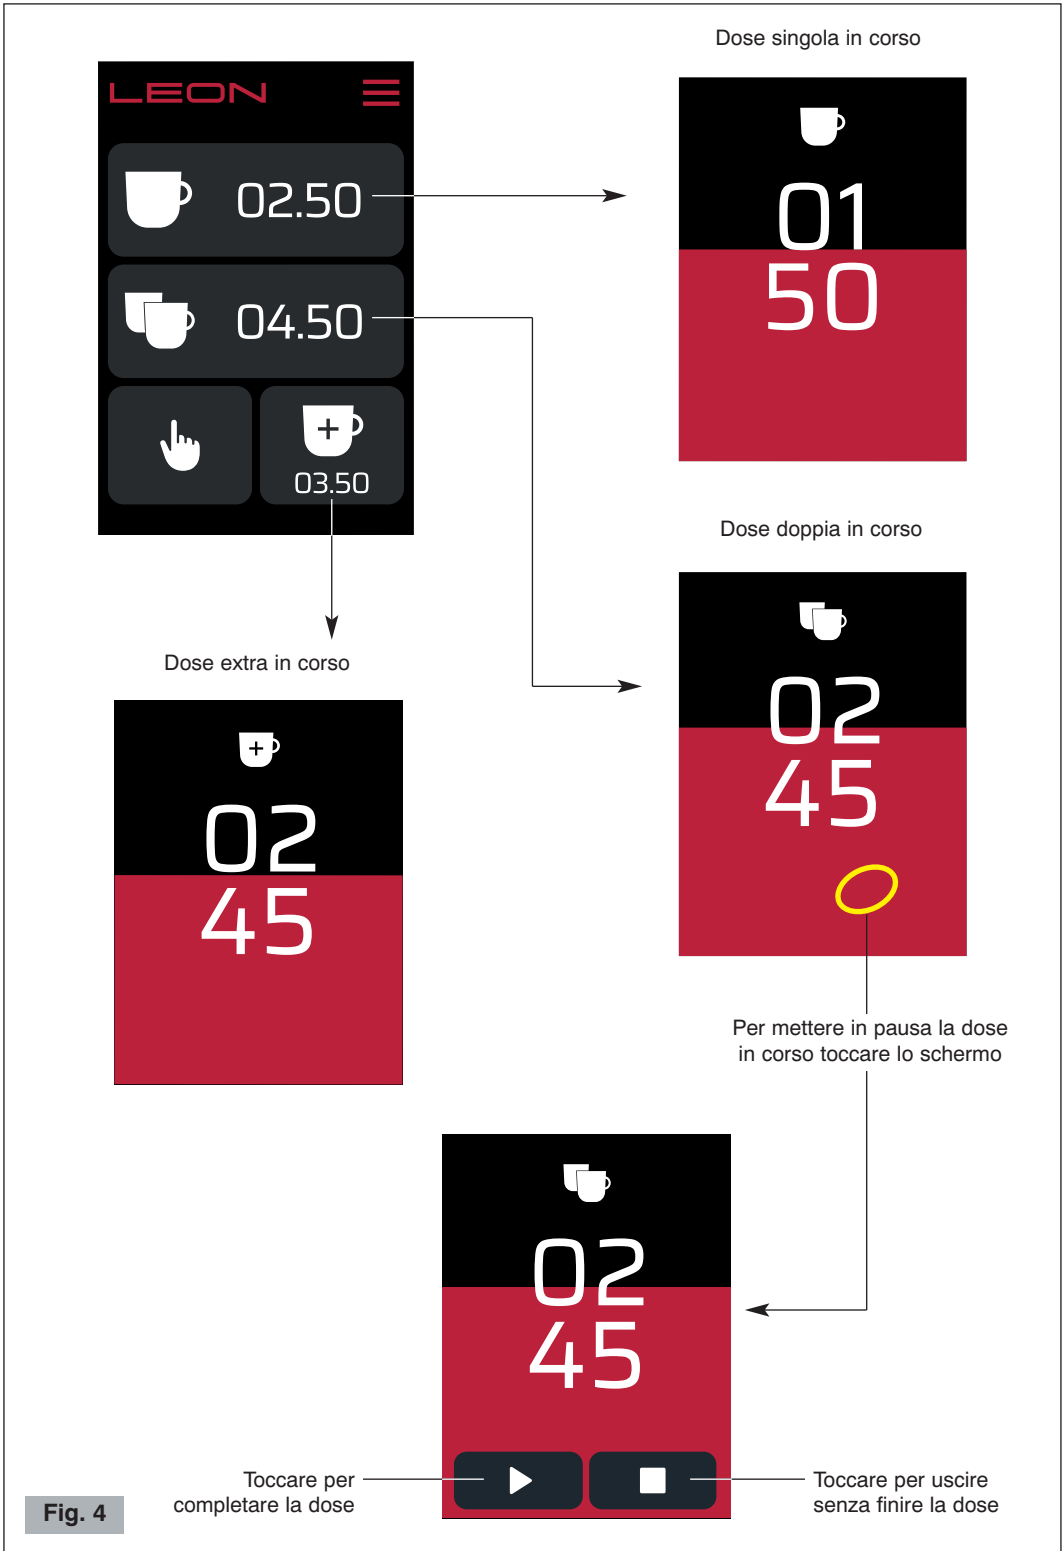 Dose singola in corso
LEON
02.50
01
50
04.50
03.50
Dose doppia in corso
02
45
Dose extra in corso
02
45
Per mettere in pausa la dose
in corso toccare lo schermo
02
45
Toccare per
completare la dose
Toccare per uscire
senza finire la dose
Fig. 4